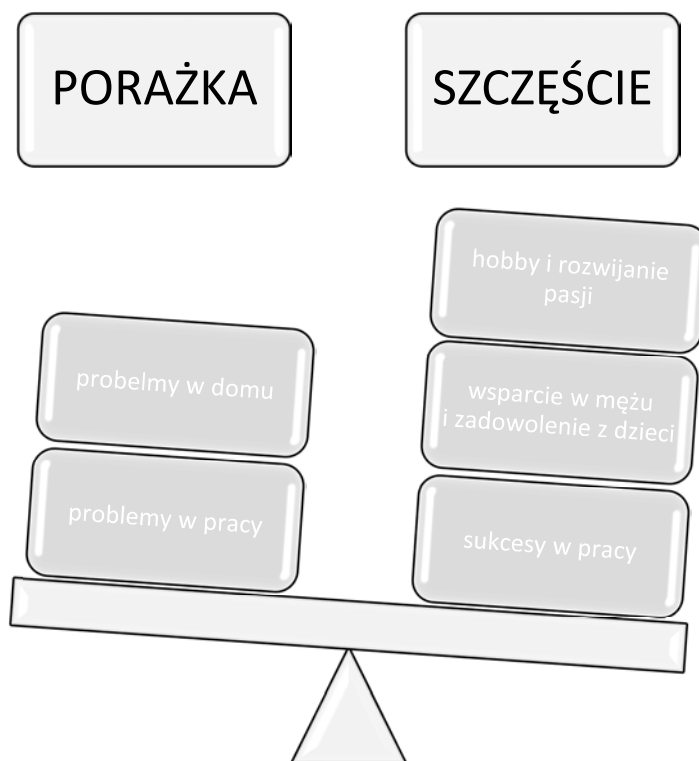 PORAŻKA
SZCZĘŚCIE
probelmy w domu
problemy w pracy
hobby i rozwijanie
pasji
wsparcie w mężu
i zadowolenie z dzieci
sukcesy w pracy